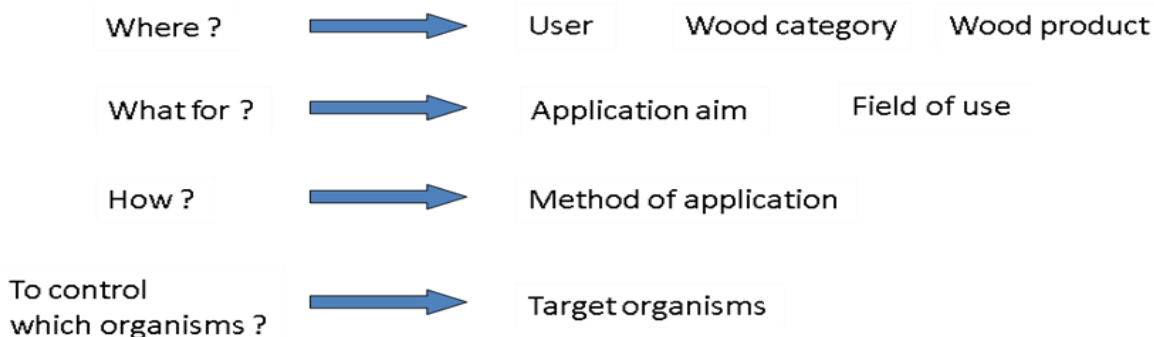 Where ? User Wood category Wood product
What for ? Application aim Field of use
How ? Method of application
To control
which organisms ? Target organisms